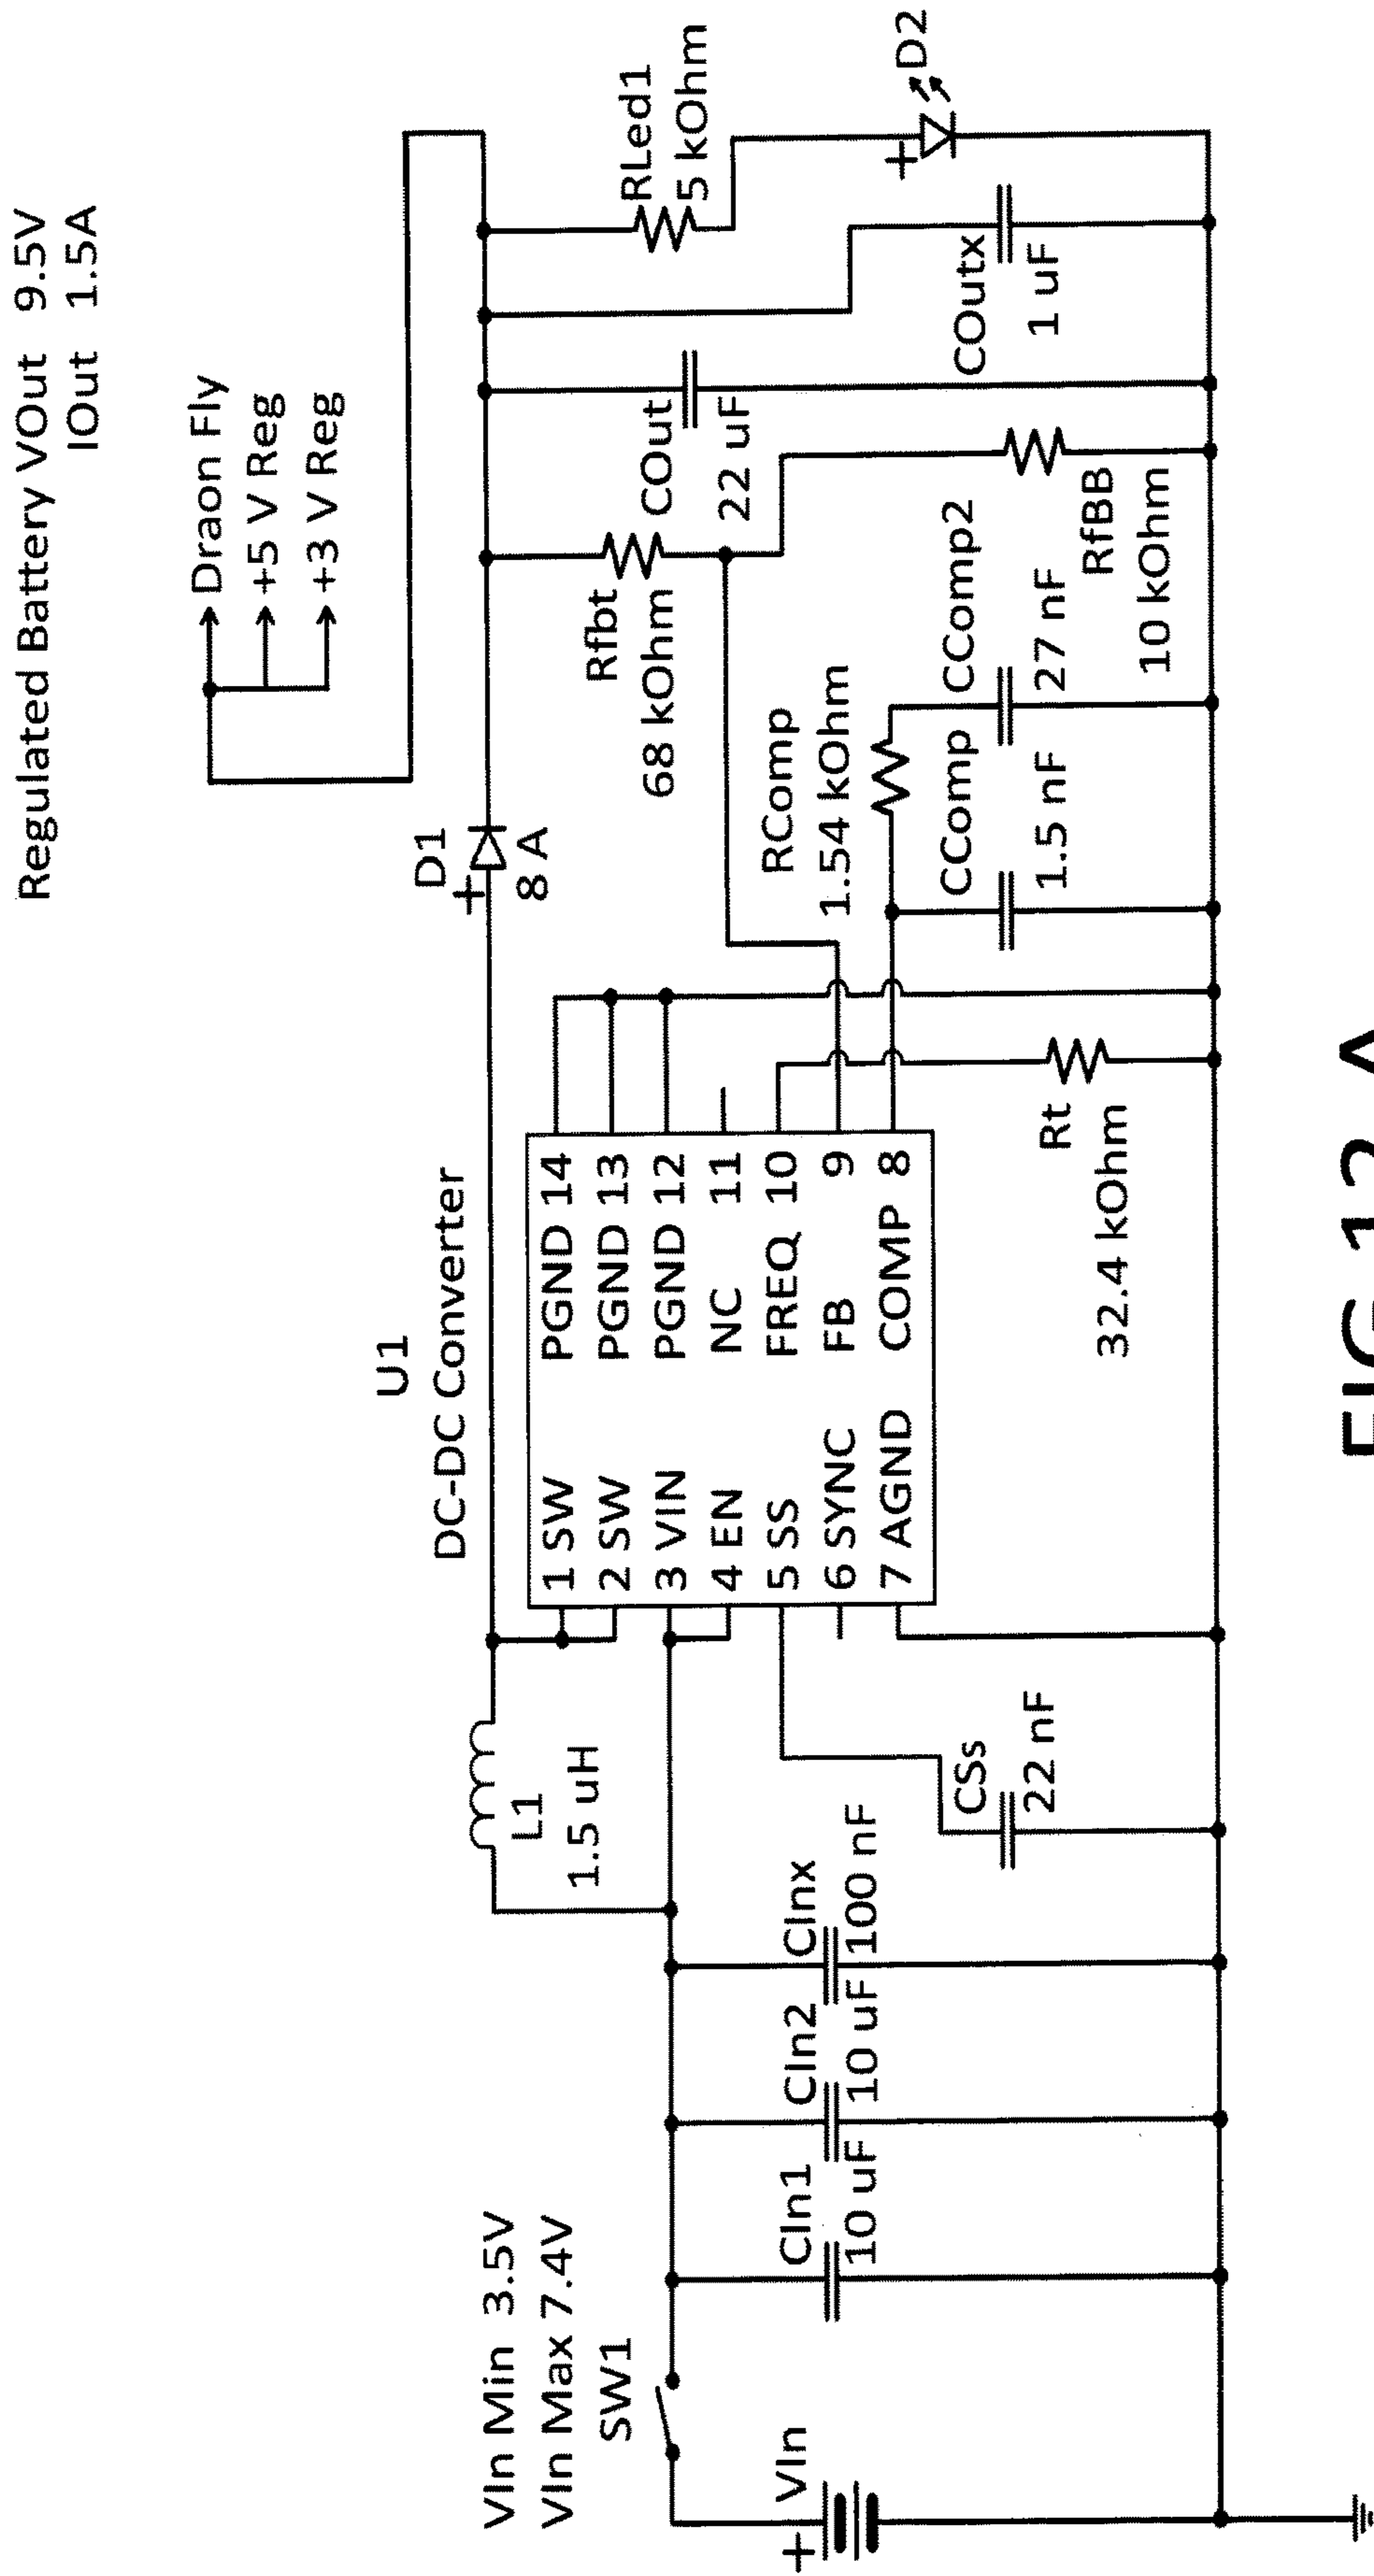 Regulated Battery VOut 9.5V
IOut 1.5A
Draon Fly
+5 V Reg
+3 V Reg
VIn Min 3.5V
VIn Max 7.4V
SW1
VIn
+
CIn1
10 uF
CIn2
10 uF
CInx
100 nF
L1
1.5 uH
CSs
22 nF
U1
DC-DC Converter
1 SW
2 SW
3 VIN
4 EN
5 SS
6 SYNC
7 AGND
PGND 14
PGND 13
PGND 12
NC 11
FREQ 10
FB 9
COMP 8
Rt
32.4 kOhm
D1
+
8 A
RComp
1.54 kOhm
CComp
1.5 nF
CComp2
27 nF
Rfbt
68 kOhm
RfBB
10 kOhm
COut
22 uF
COutx
1 uF
RLed1
5 kOhm
+
D2
FIG 12 A